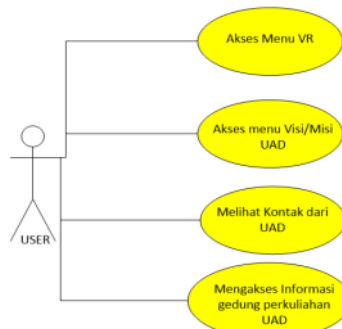 Akses Menu VR
Akses menu Visi/Misi
UAD
Melihat Kontak dari
UAD
USER
Mengakses Informasi
gedung perkuliahan
UAD